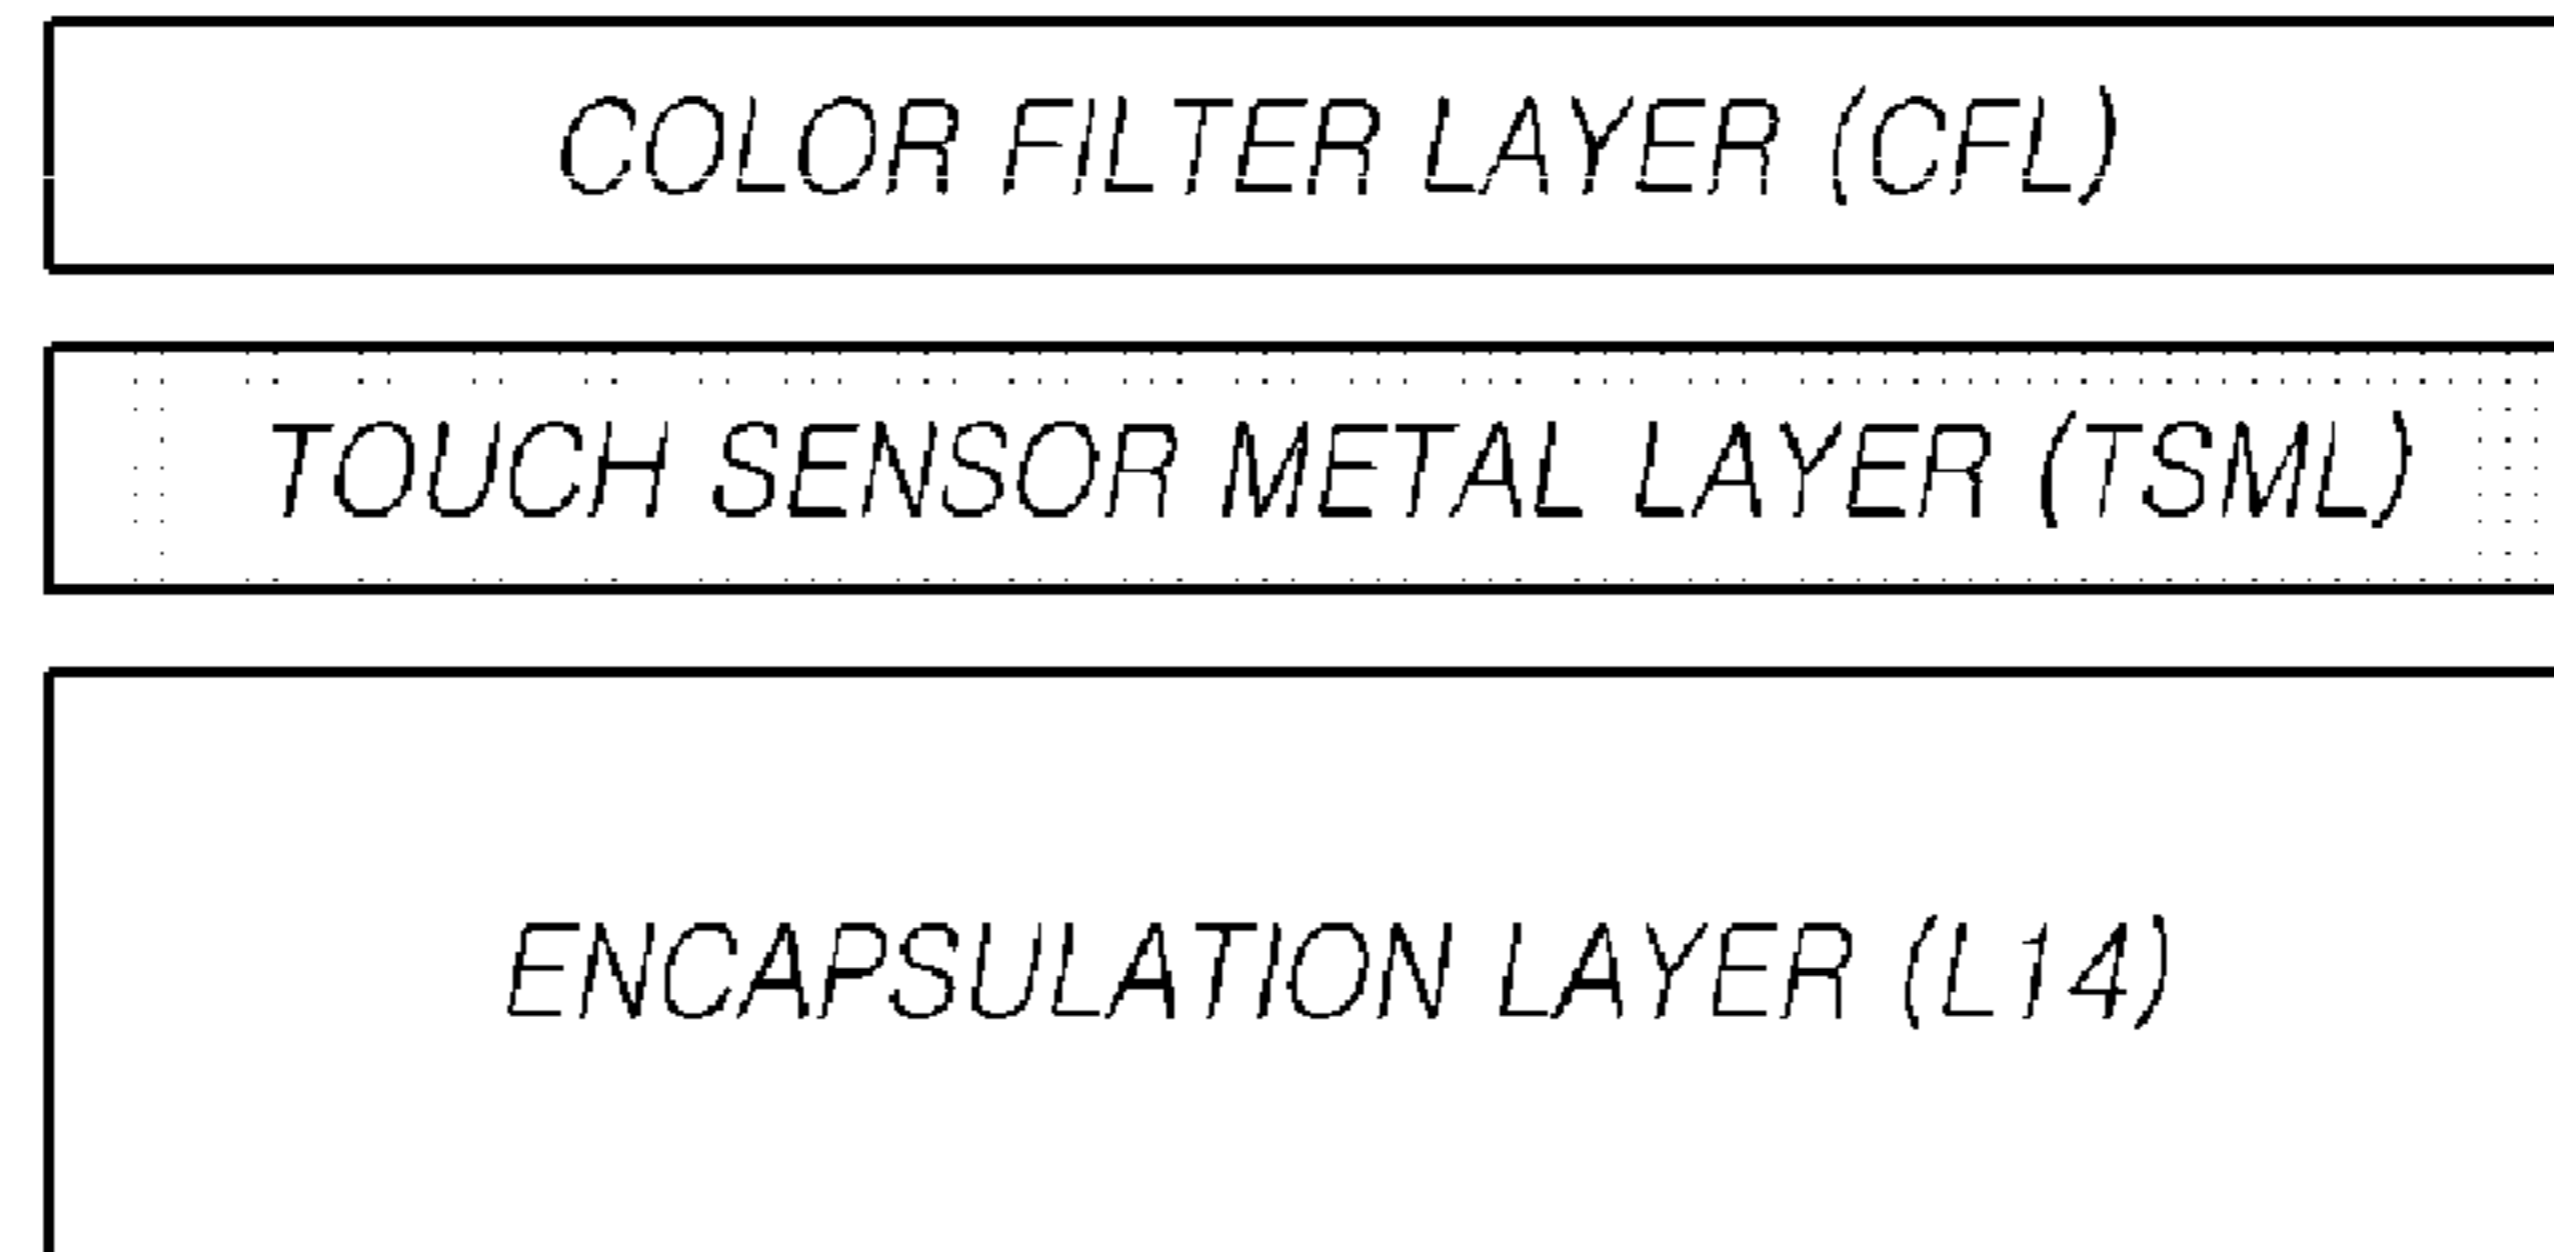 COLOR FILTER LAYER (CFL)
TOUCH SENSOR METAL LAYER (TSML)
ENCAPSULATION LAYER (L14)